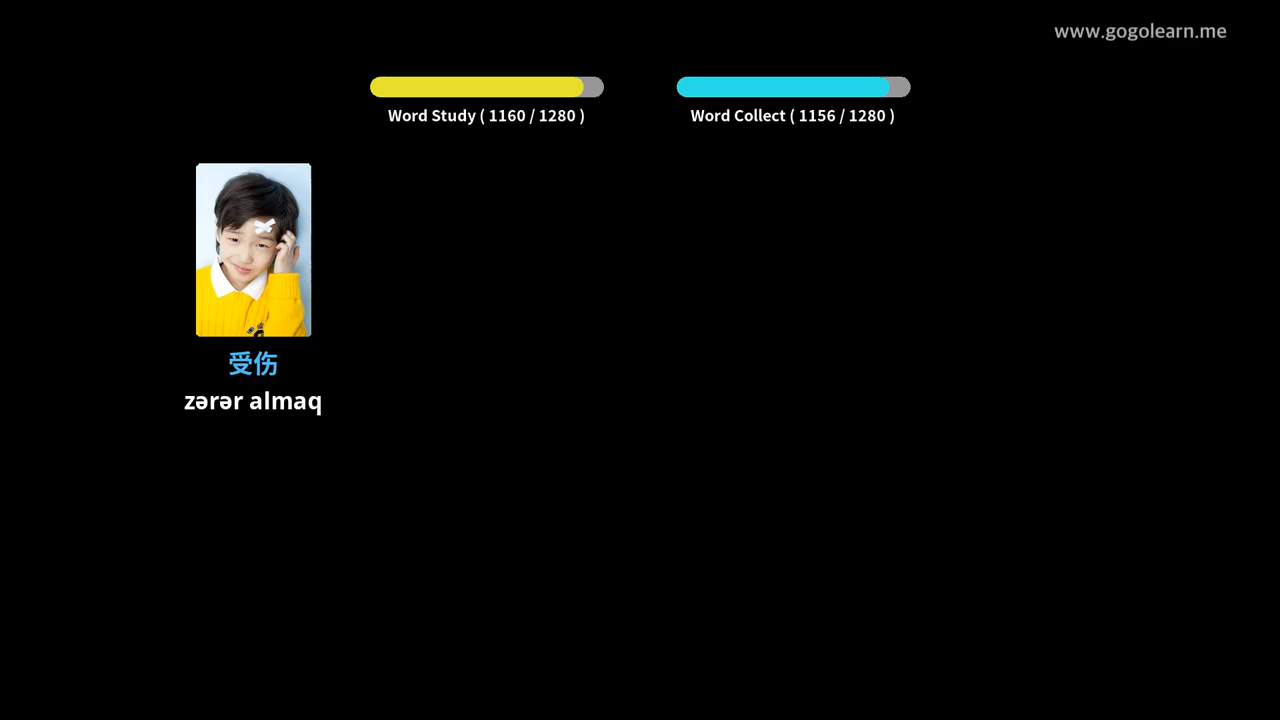 www.gogolearn.me
Word Study ( 1160 / 1280 )
Word Collect ( 1156 / 1280 )
受伤
zərər almaq